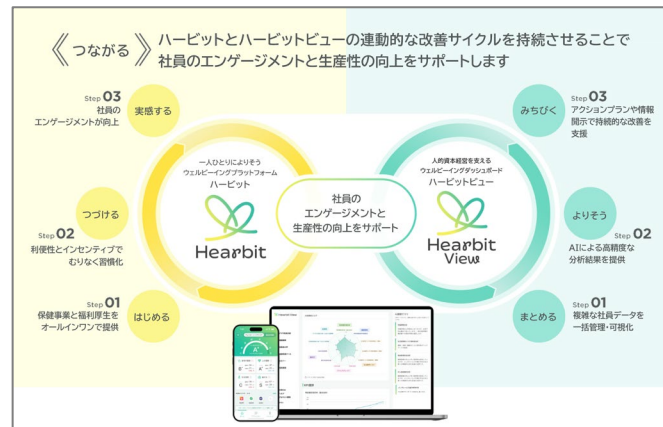 《つながる》
ハービットとハービットビューの連動的な改善サイクルを持続させることで
社員のエンゲージメントと生産性の向上をサポートします
Step 03
社員の
エンゲージメントが向上
実感する
つづける
Step 02
利便性とインセンティブで
むりなく習慣化
Step 01
保健事業と福利厚生を
オールインワンで提供
はじめる
一人ひとりによりそう
ウェルビーイングプラットフォーム
ハービット
Hearbit
社員の
エンゲージメントと
生産性の向上をサポート
人的資本経営を支える
ウェルビーイングダッシュボード
ハービットビュー
Hearbit
View
みちびく
Step 03
アクションプランや情報
開示で持続的な改善を
支援
よりそう
Step 02
AIによる高精度な
分析結果を提供
まとめる
Step 01
複雑な社員データを
一括管理・可視化